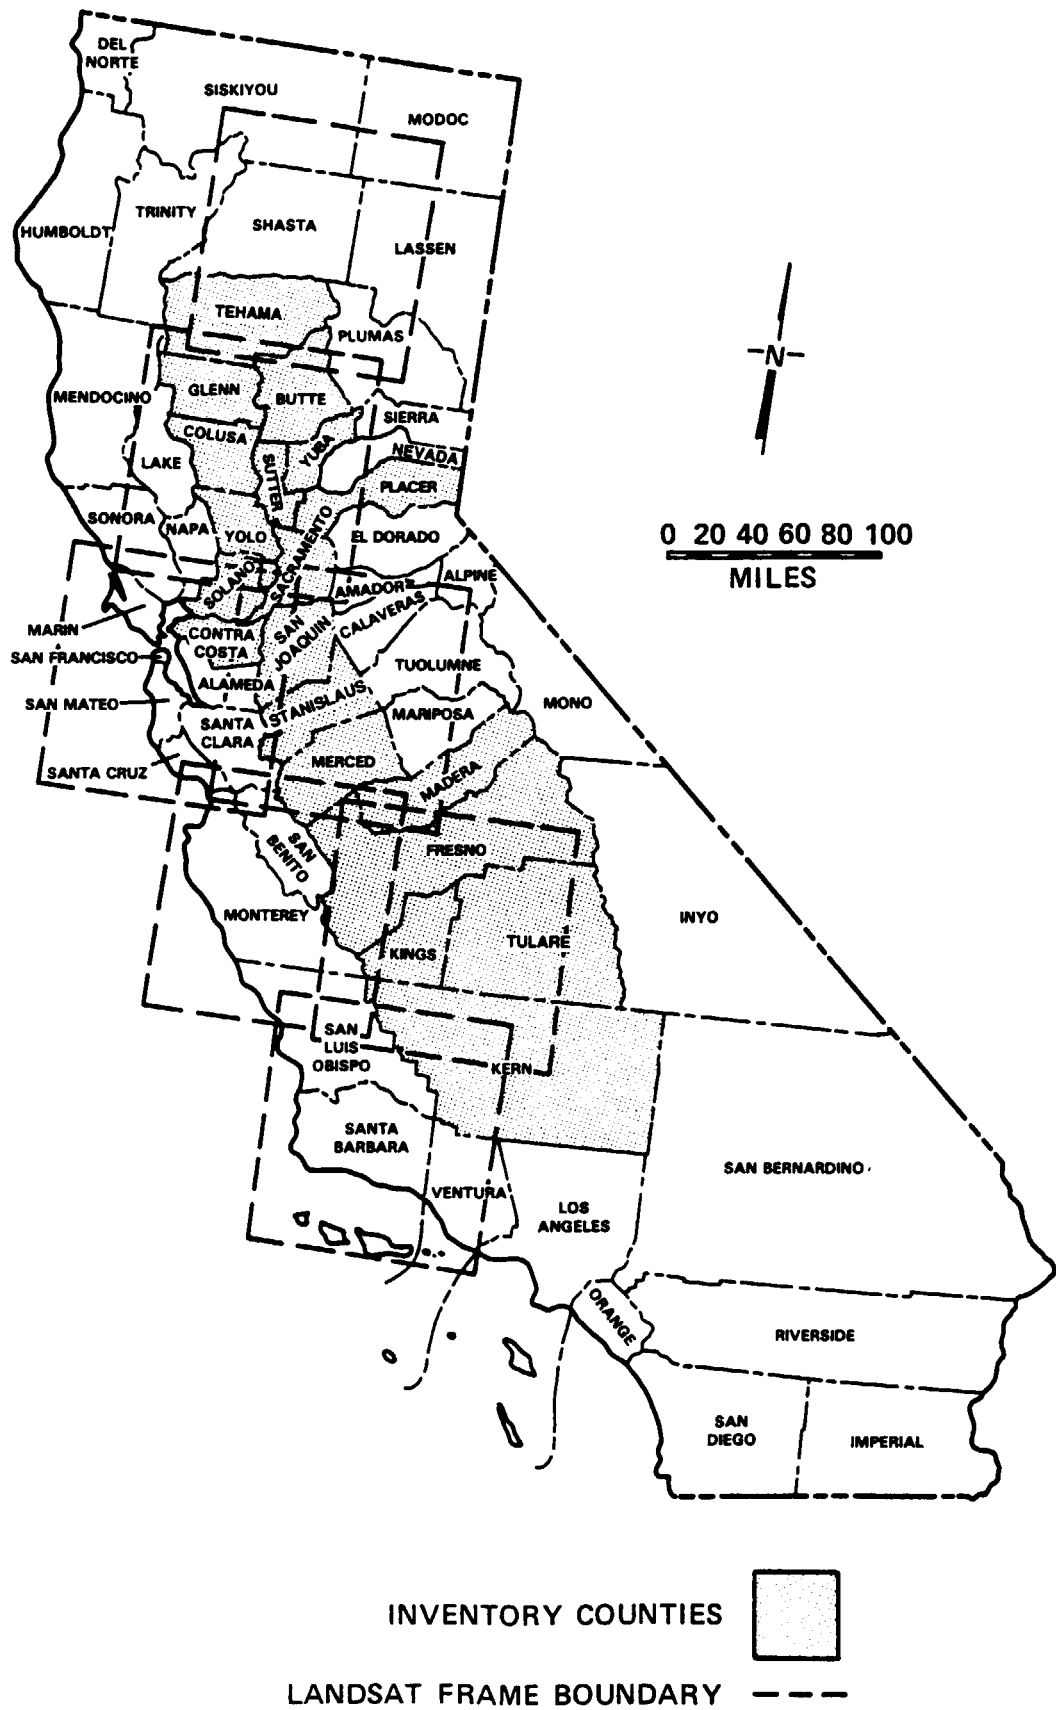 DEL
NORTE
SISKIYOU
MODOC
TRINITY
HUMBOLDT
SHASTA
LASSEN
TEHAMA
PLUMAS
MENDOCINO
GLENN
BUTTE
SIERRA
COLUSA
YUBA
NEVADA
LAKE
SUTTER
PLACER
SONORA
NAPA
YOLO
SACRAMENTO
EL DORADO
SOLANO
AMADOR
ALPINE
MARIN
CONTRA
COSTA
SAN
JOAQUIN
CALAVERAS
SAN FRANCISCO
TUOLUMNE
ALAMEDA
SAN MATEO
STANISLAUS
MONO
SANTA
CLARA
MARIPOSA
SANTA CRUZ
MERCED
MADERA
SAN
BENITO
FRESNO
MONTEREY
INYO
KINGS
TULARE
SAN
LUIS
OBISPO
KERN
SANTA
BARBARA
SAN BERNARDINO
VENTURA
LOS
ANGELES
ORANGE
RIVERSIDE
SAN
DIEGO
IMPERIAL
N
0 20 40 60 80 100
MILES
INVENTORY COUNTIES
LANDSAT FRAME BOUNDARY